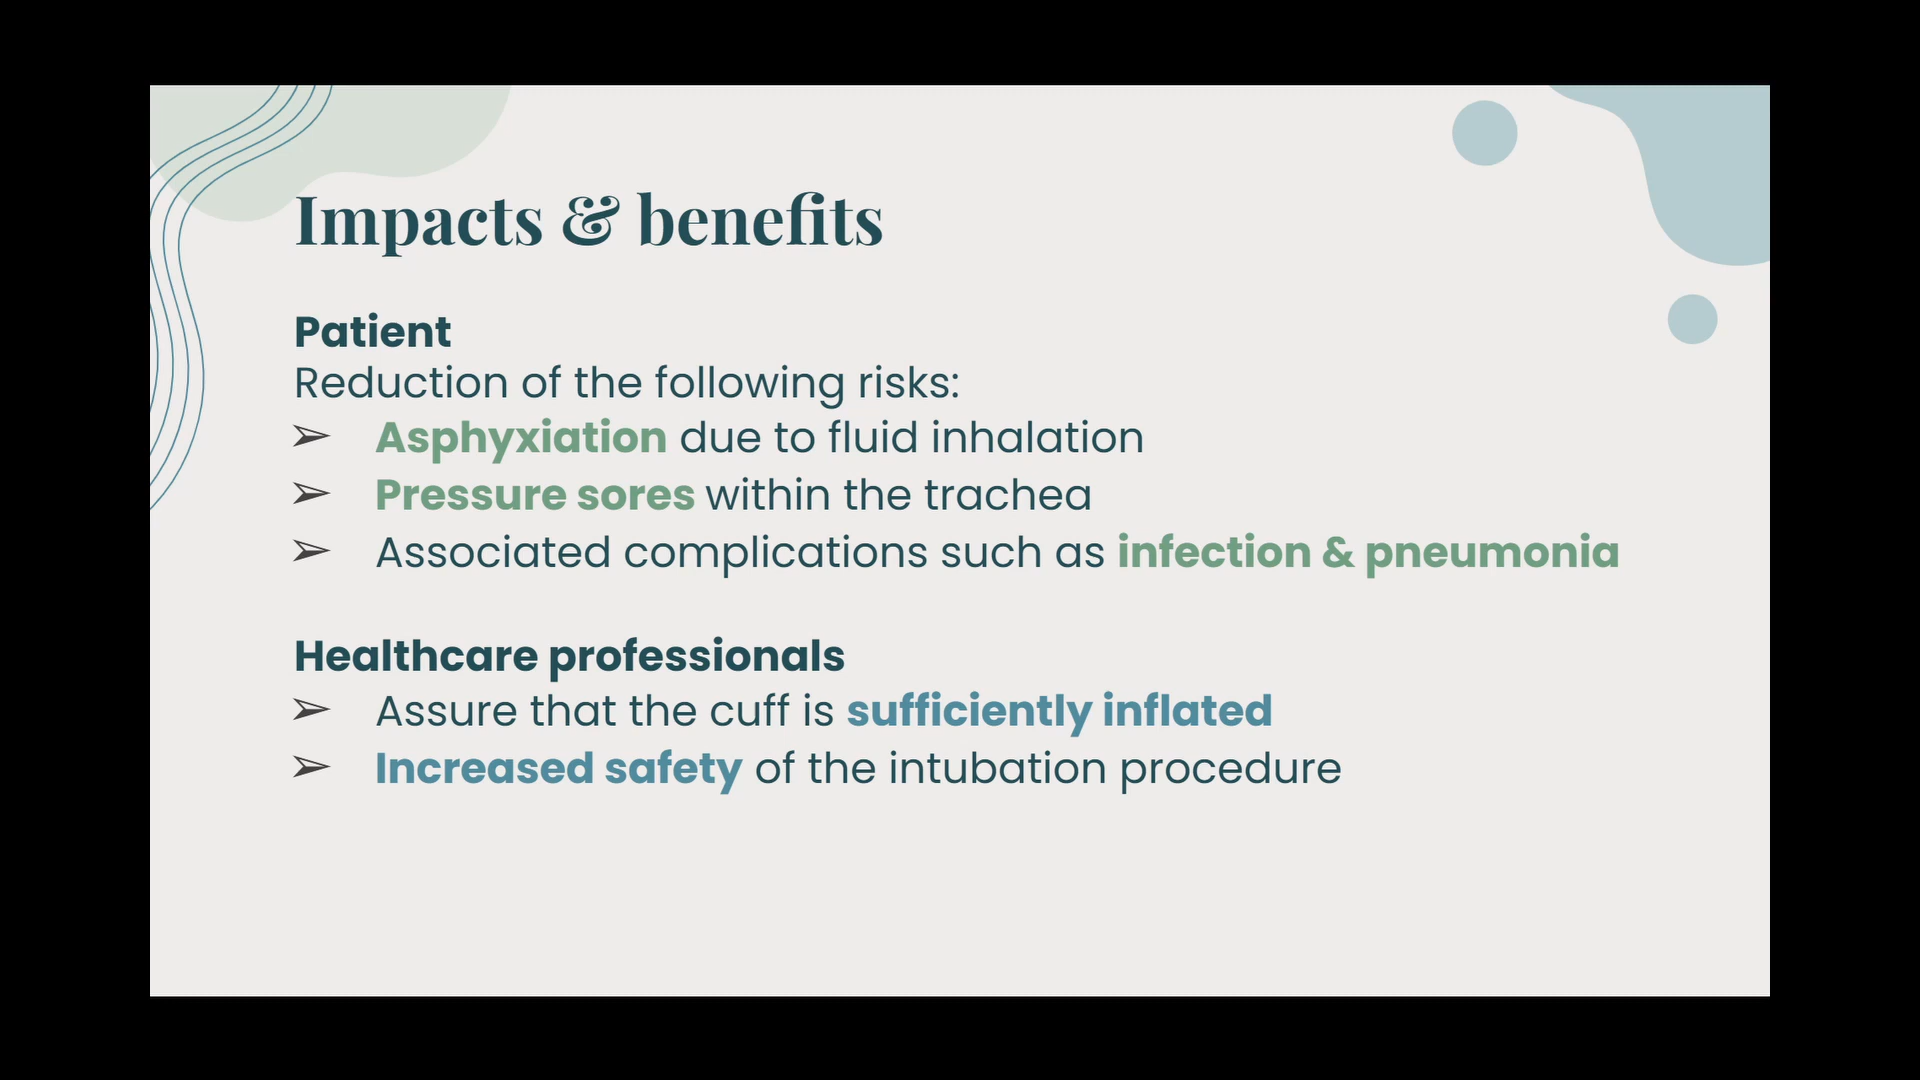 Impacts & benefits
Patient
Reduction of the following risks:
➢ Asphyxiation due to fluid inhalation
➢ Pressure sores within the trachea
➢ Associated complications such as infection & pneumonia
Healthcare professionals
➢ Assure that the cuff is sufficiently inflated
➢ Increased safety of the intubation procedure